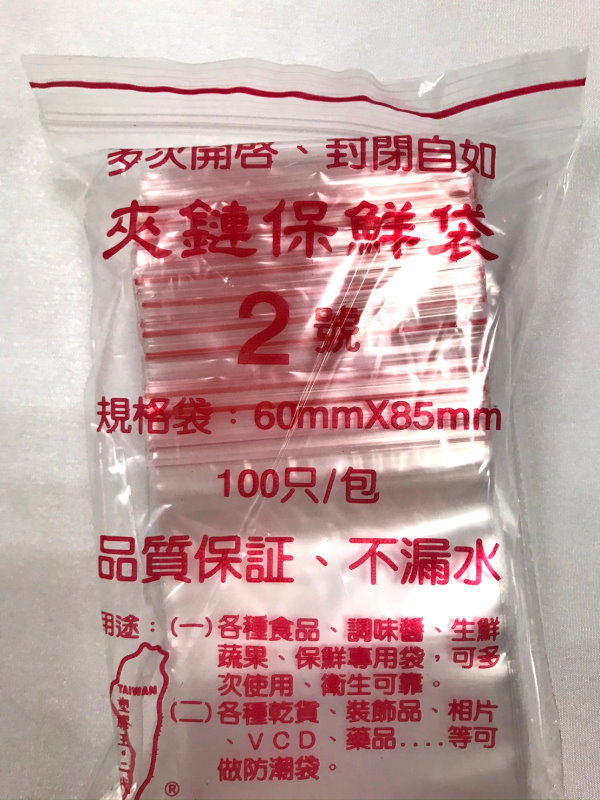 多次開啓、封閉自如
夾鏈保鮮袋
2號
規格袋：60mmX85mm
100只/包
品質保証、不漏水
用途：(一)各種食品、調味醬、生鮮
蔬果、保鮮專用袋，可多
次使用、衛生可靠。
(二)各種乾貨、裝飾品、相片
、VCD、藥品....等可
做防潮袋。
TAIWAN
®